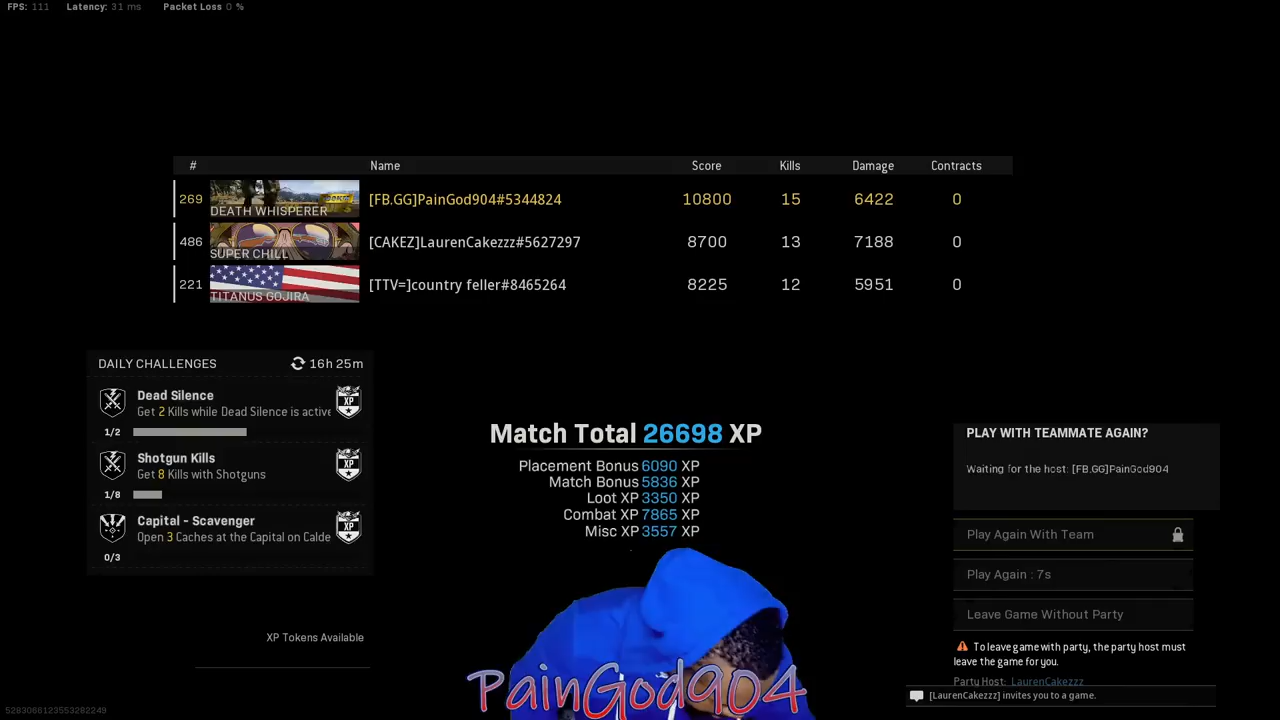 FPS: 111 Latency: 31 ms Packet Loss 0 %
# Name Score Kills Damage Contracts
269 DEATH WHISPERER [FB.GG]PainGod904#5344824 10800 15 6422 0
486 SUPER CHILL [CAKEZ]LaurenCakezzz#5627297 8700 13 7188 0
221 TITANUS GOJIRA [TTV=]country feller#8465264 8225 12 5951 0
DAILY CHALLENGES 16h 25m
Dead Silence
Get 2 Kills while Dead Silence is active
1/2
XP
Shotgun Kills
Get 8 Kills with Shotguns
1/8
XP
Capital - Scavenger
Open 3 Caches at the Capital on Calde
0/3
XP
XP Tokens Available
Match Total 26698 XP
Placement Bonus 6090 XP
Match Bonus 5836 XP
Loot XP 3350 XP
Combat XP 7865 XP
Misc XP 3557 XP
PainGod904
PLAY WITH TEAMMATE AGAIN?
Waiting for the host: [FB.GG]PainGod904
Play Again With Team
Play Again : 7s
Leave Game Without Party
To leave game with party, the party host must
leave the game for you.
Party Host: LaurenCakezzz
[LaurenCakezzz] invites you to a game.